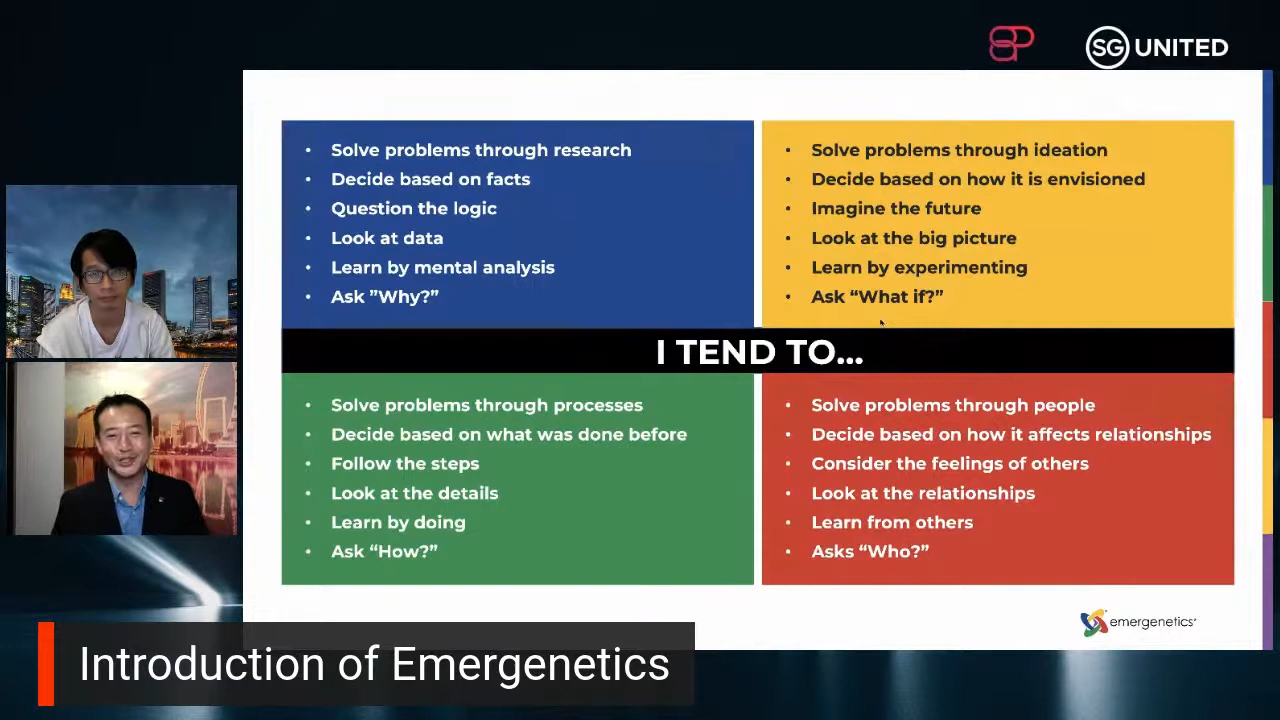 SG UNITED
• Solve problems through research
• Decide based on facts
• Question the logic
• Look at data
• Learn by mental analysis
• Ask ”Why?”
• Solve problems through ideation
• Decide based on how it is envisioned
• Imagine the future
• Look at the big picture
• Learn by experimenting
• Ask “What if?”
I TEND TO...
• Solve problems through processes
• Decide based on what was done before
• Follow the steps
• Look at the details
• Learn by doing
• Ask “How?”
• Solve problems through people
• Decide based on how it affects relationships
• Consider the feelings of others
• Look at the relationships
• Learn from others
• Asks “Who?”
emergenetics
Introduction of Emergenetics